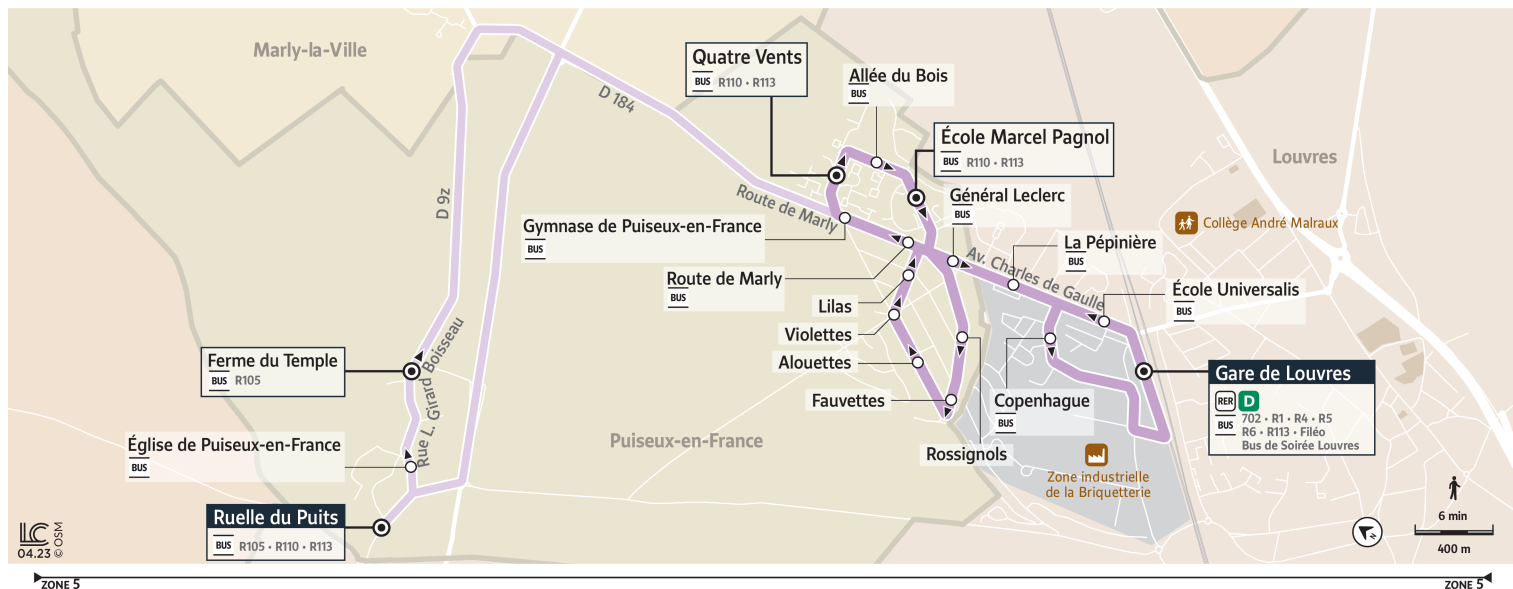 Marly-la-Ville
D 184
D 9z
Quatre Vents
BUS R110 • R113
Allée du Bois
BUS
École Marcel Pagnol
BUS R110 • R113
Louvres
Général Leclerc
BUS
Collège André Malraux
Route de Marly
Gymnase de Puiseux-en-France
BUS
La Pépinière
BUS
Av. Charles de Gaulle
Route de Marly
BUS
École Universalis
BUS
Lilas
Violettes
Alouettes
Fauvettes
Ferme du Temple
BUS R105
Rue L. Girard Boisseau
Gare de Louvres
RER D
BUS 702 • R1 • R4 • R5
R6 • R113 • Filéo
Bus de Soirée Louvres
Copenhague
BUS
Église de Puiseux-en-France
BUS
Puiseux-en-France
Rossignols
Zone industrielle
de la Briquetterie
Ruelle du Puits
BUS R105 • R110 • R113
LC
04.23 © OSM
N
6 min
400 m
ZONE 5
ZONE 5